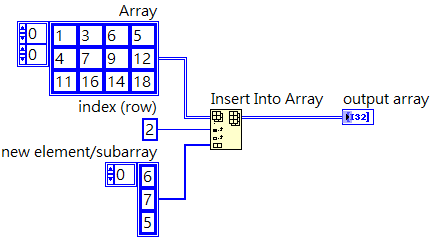 Array
0
0
1 3 6 5
4 7 9 12
11 16 14 18
index (row)
2
Insert Into Array
output array
[I32]
new element/subarray
0
6
7
5